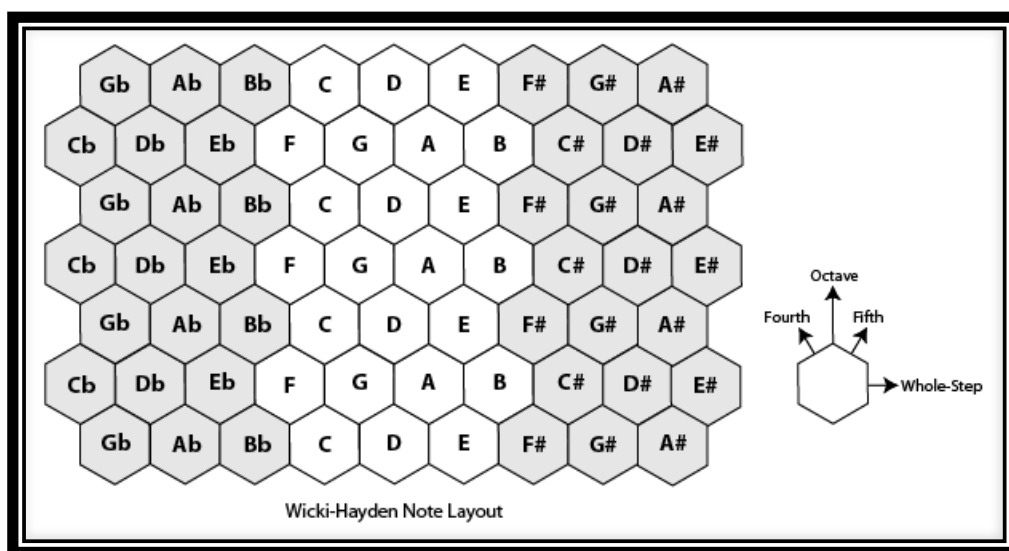 Gb Ab Bb C D E F# G# A#
Cb Db Eb F G A B C# D# E#
Gb Ab Bb C D E F# G# A#
Cb Db Eb F G A B C# D# E#
Gb Ab Bb C D E F# G# A#
Cb Db Eb F G A B C# D# E#
Gb Ab Bb C D E F# G# A#
Octave
Fourth Fifth
Whole-Step
Wicki-Hayden Note Layout